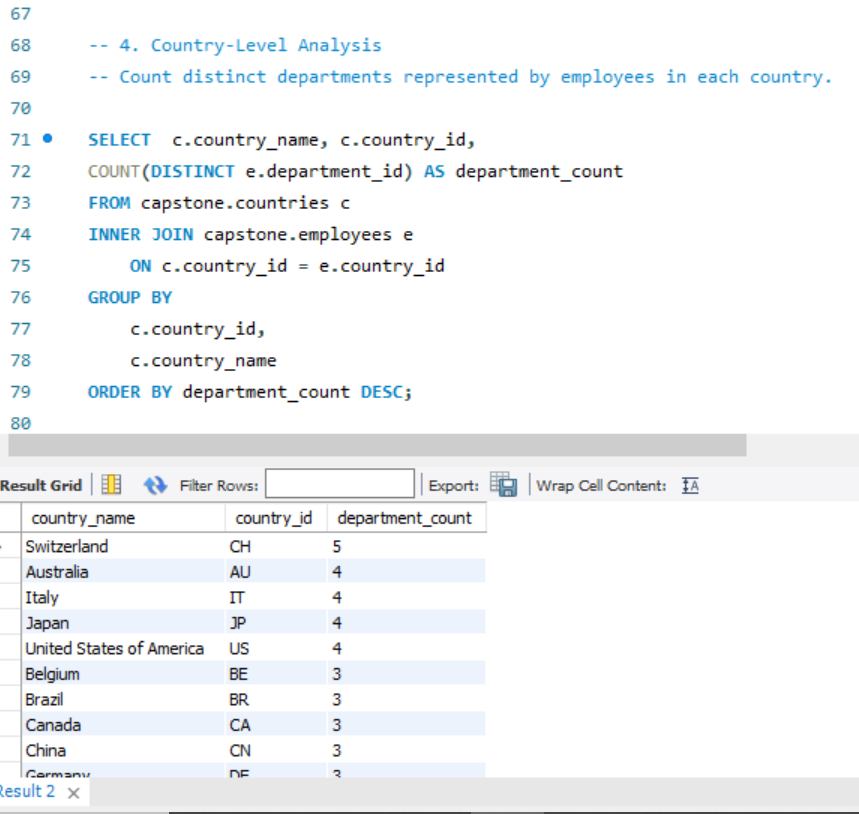 67
68 -- 4. Country-Level Analysis
69 -- Count distinct departments represented by employees in each country.
70
71 SELECT c.country_name, c.country_id,
72 COUNT(DISTINCT e.department_id) AS department_count
73 FROM capstone.countries c
74 INNER JOIN capstone.employees e
75 ON c.country_id = e.country_id
76 GROUP BY
77 c.country_id,
78 c.country_name
79 ORDER BY department_count DESC;
80
Result Grid Filter Rows: Export: Wrap Cell Content: IA
country_name country_id department_count
Switzerland CH 5
Australia AU 4
Italy IT 4
Japan JP 4
United States of America US 4
Belgium BE 3
Brazil BR 3
Canada CA 3
China CN 3
Germany DE 3
Result 2 ×